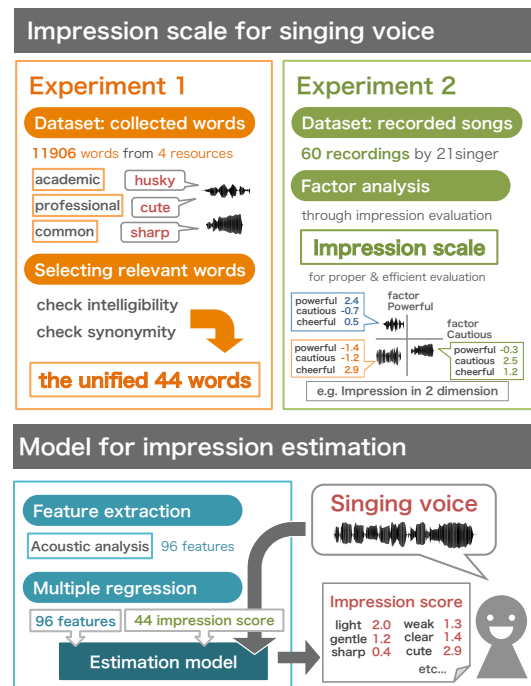 Impression scale for singing voice
Experiment 1
Dataset: collected words
11906 words from 4 resources
academic
husky
professional
cute
common
sharp
Selecting relevant words
check intelligibility
check synonymity
the unified 44 words
Experiment 2
Dataset: recorded songs
60 recordings by 21singer
Factor analysis
through impression evaluation
Impression scale
for proper & efficient evaluation
powerful 2.4
cautious -0.7
cheerful 0.5
factor
Powerful
factor
Cautious
powerful -1.4
cautious -1.2
cheerful 2.9
powerful -0.3
cautious 2.5
cheerful 1.2
e.g. Impression in 2 dimension
Model for impression estimation
Feature extraction
Acoustic analysis 96 features
Multiple regression
96 features
44 impression score
Estimation model
Singing voice
Impression score
light 2.0 weak 1.3
gentle 1.2 clear 1.4
sharp 0.4 cute 2.9
etc...